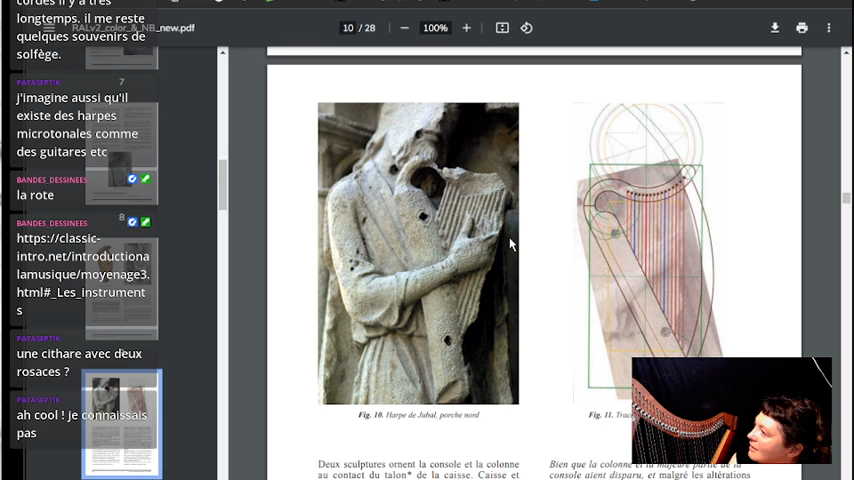 cordes il y a très
longtemps. il me reste
quelques souvenirs de
solfège.
PATASEPTIK
j'imagine aussi qu'il
existe des harpes
microtonales comme
des guitares etc
BANDES_DESSINEES
la rote
BANDES_DESSINEES
https://classic-
intro.net/introductiona
lamusique/moyenage3.
html#_Les_instrument
s
PATASEPTIK
une cithare avec deux
rosaces ?
PATASEPTIK
ah cool ! je connaissais
pas
7
8
RALv2_color_&_NB_new.pdf
10 / 28
100%
Fig. 10. Harpe de Jubal, porche nord
Fig. 11.
Deux sculptures ornent la console et la colonne
au contact du talon* de la caisse. Caisse et
Bien que la colonne et la majeure partie de la
console aient disparu, et malgré les altérations